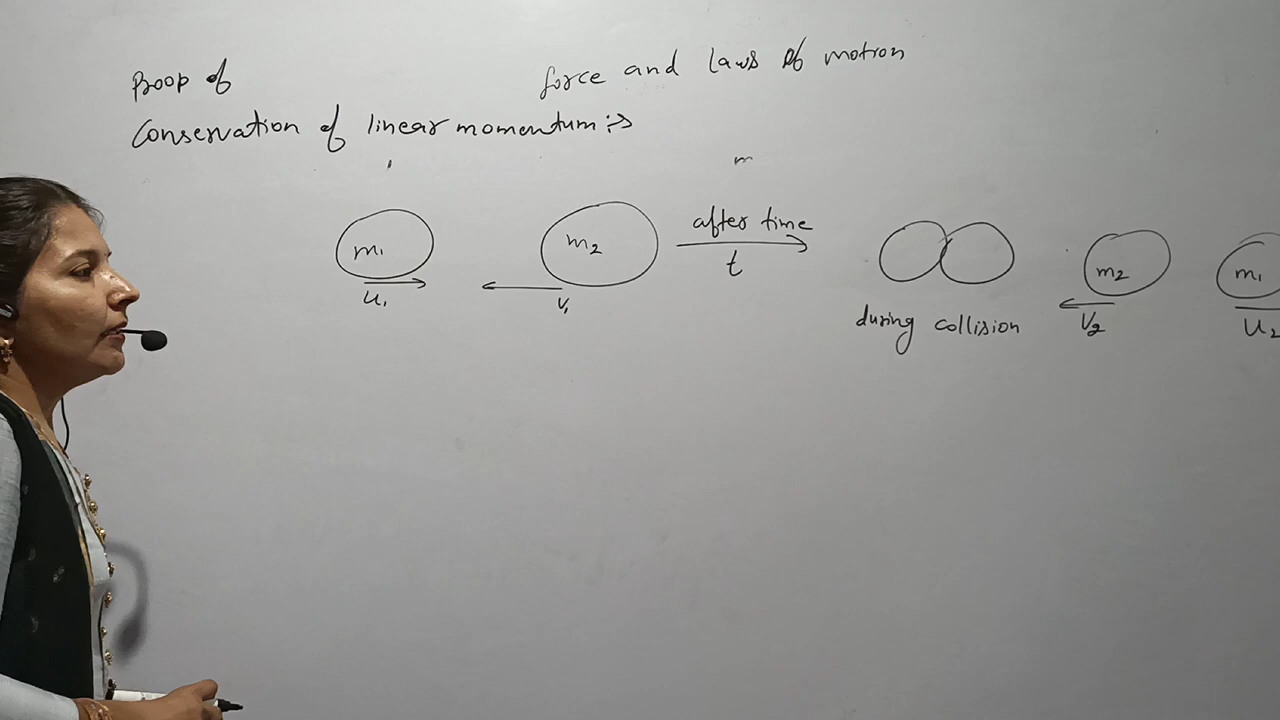 force and laws of motion
Proof of
Conservation of linear momentum :->
m
m₁
m₂
after time
t
u₁
v₁
during collision
m₂
v₂
m₁
u₂